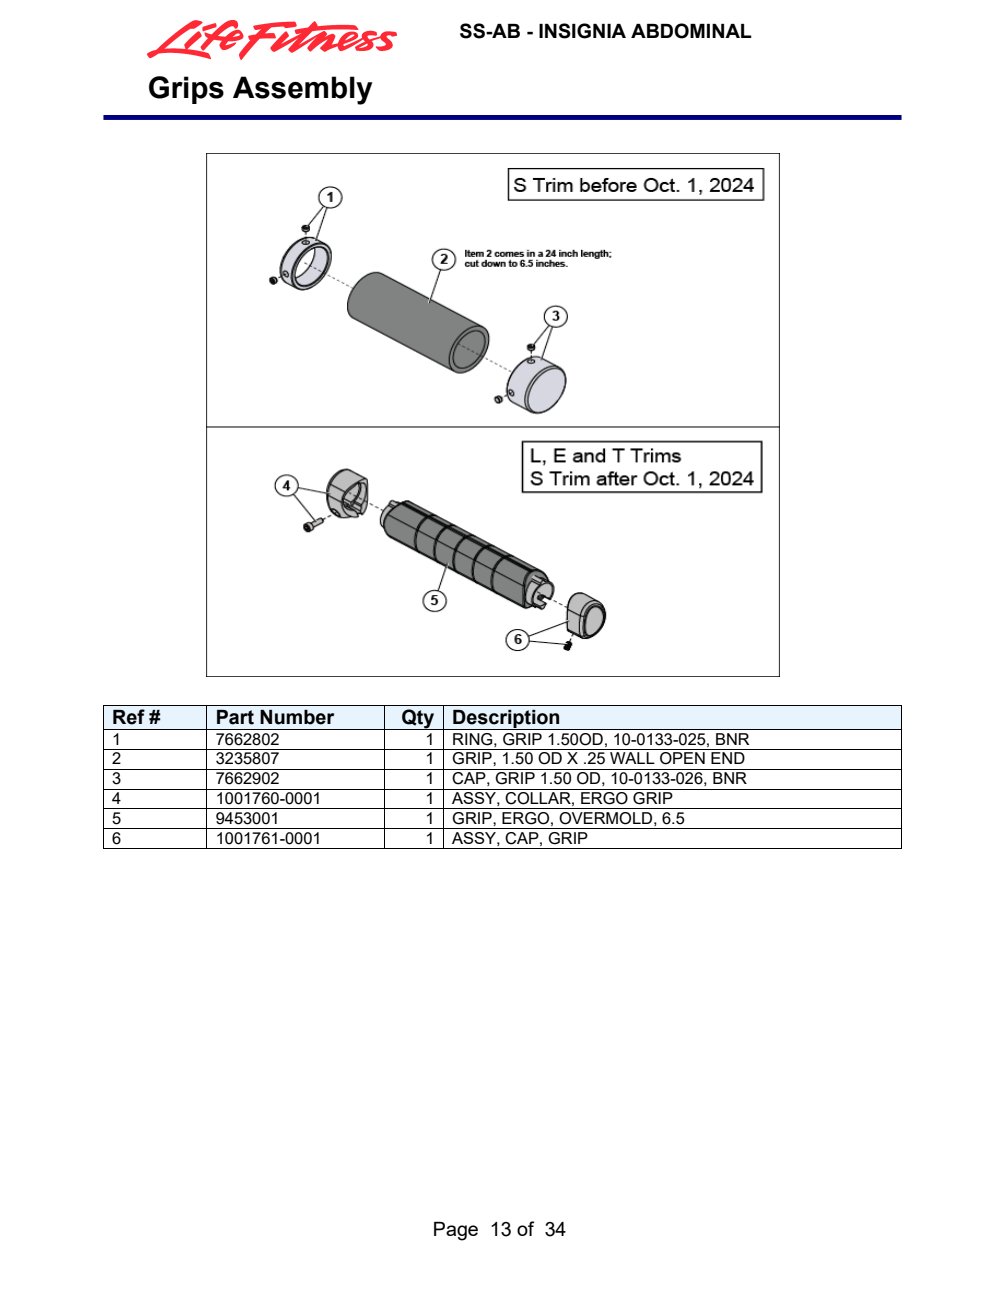 Life Fitness
SS-AB - INSIGNIA ABDOMINAL
Grips Assembly
S Trim before Oct. 1, 2024
1
2
Item 2 comes in a 24 inch length;
cut down to 6.5 inches.
3
L, E and T Trims
S Trim after Oct. 1, 2024
4
5
6
Ref # Part Number Qty Description
1 7662802 1 RING, GRIP 1.50OD, 10-0133-025, BNR
2 3235807 1 GRIP, 1.50 OD X .25 WALL OPEN END
3 7662902 1 CAP, GRIP 1.50 OD, 10-0133-026, BNR
4 1001760-0001 1 ASSY, COLLAR, ERGO GRIP
5 9453001 1 GRIP, ERGO, OVERMOLD, 6.5
6 1001761-0001 1 ASSY, CAP, GRIP
Page 13 of 34